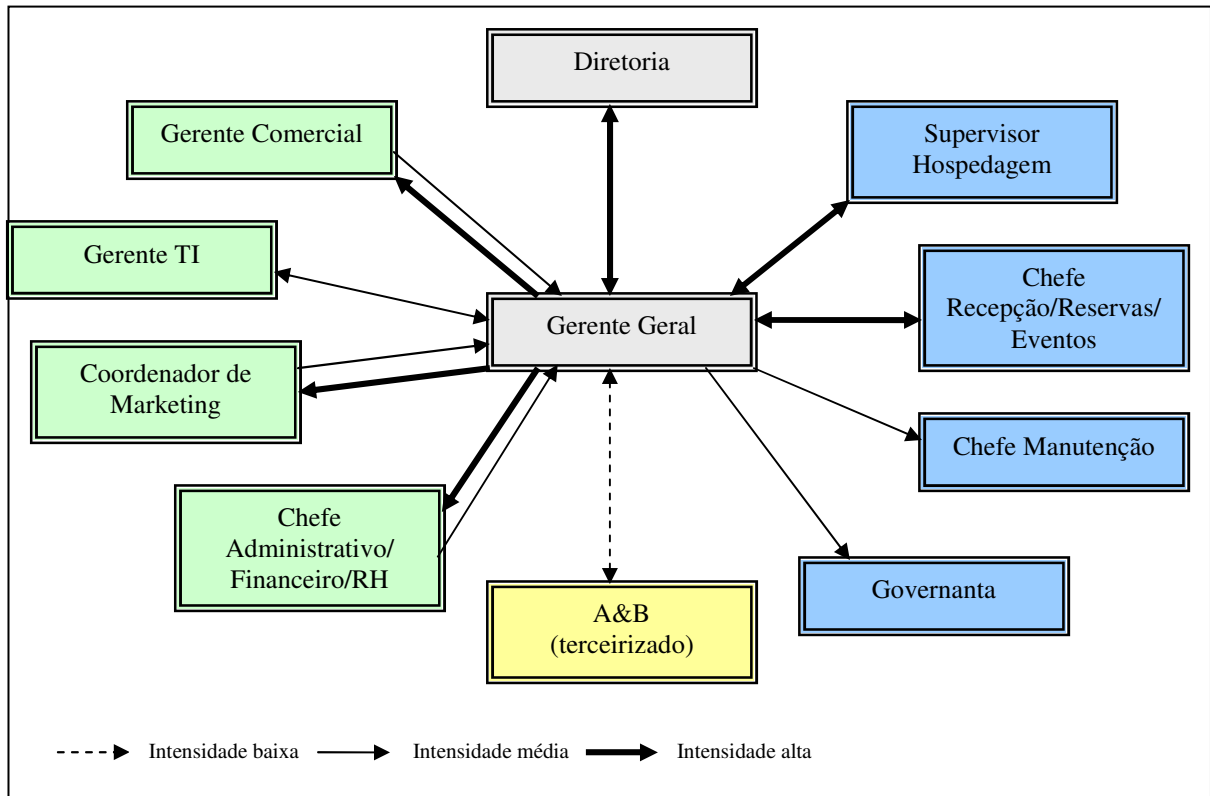 Diretoria
Gerente Comercial
Supervisor
Hospedagem
Gerente TI
Chefe
Recepção/Reservas/
Eventos
Gerente Geral
Coordenador de
Marketing
Chefe Manutenção
Chefe
Administrativo/
Financeiro/RH
Governanta
A&B
(terceirizado)
Intensidade baixa
Intensidade média
Intensidade alta